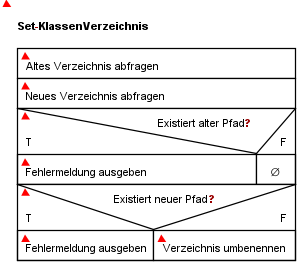 Set-KlassenVerzeichnis
Altes Verzeichnis abfragen
Neues Verzeichnis abfragen
Existiert alter Pfad?
T F
Fehlermeldung ausgeben ∅
Existiert neuer Pfad?
T F
Fehlermeldung ausgeben Verzeichnis umbenennen